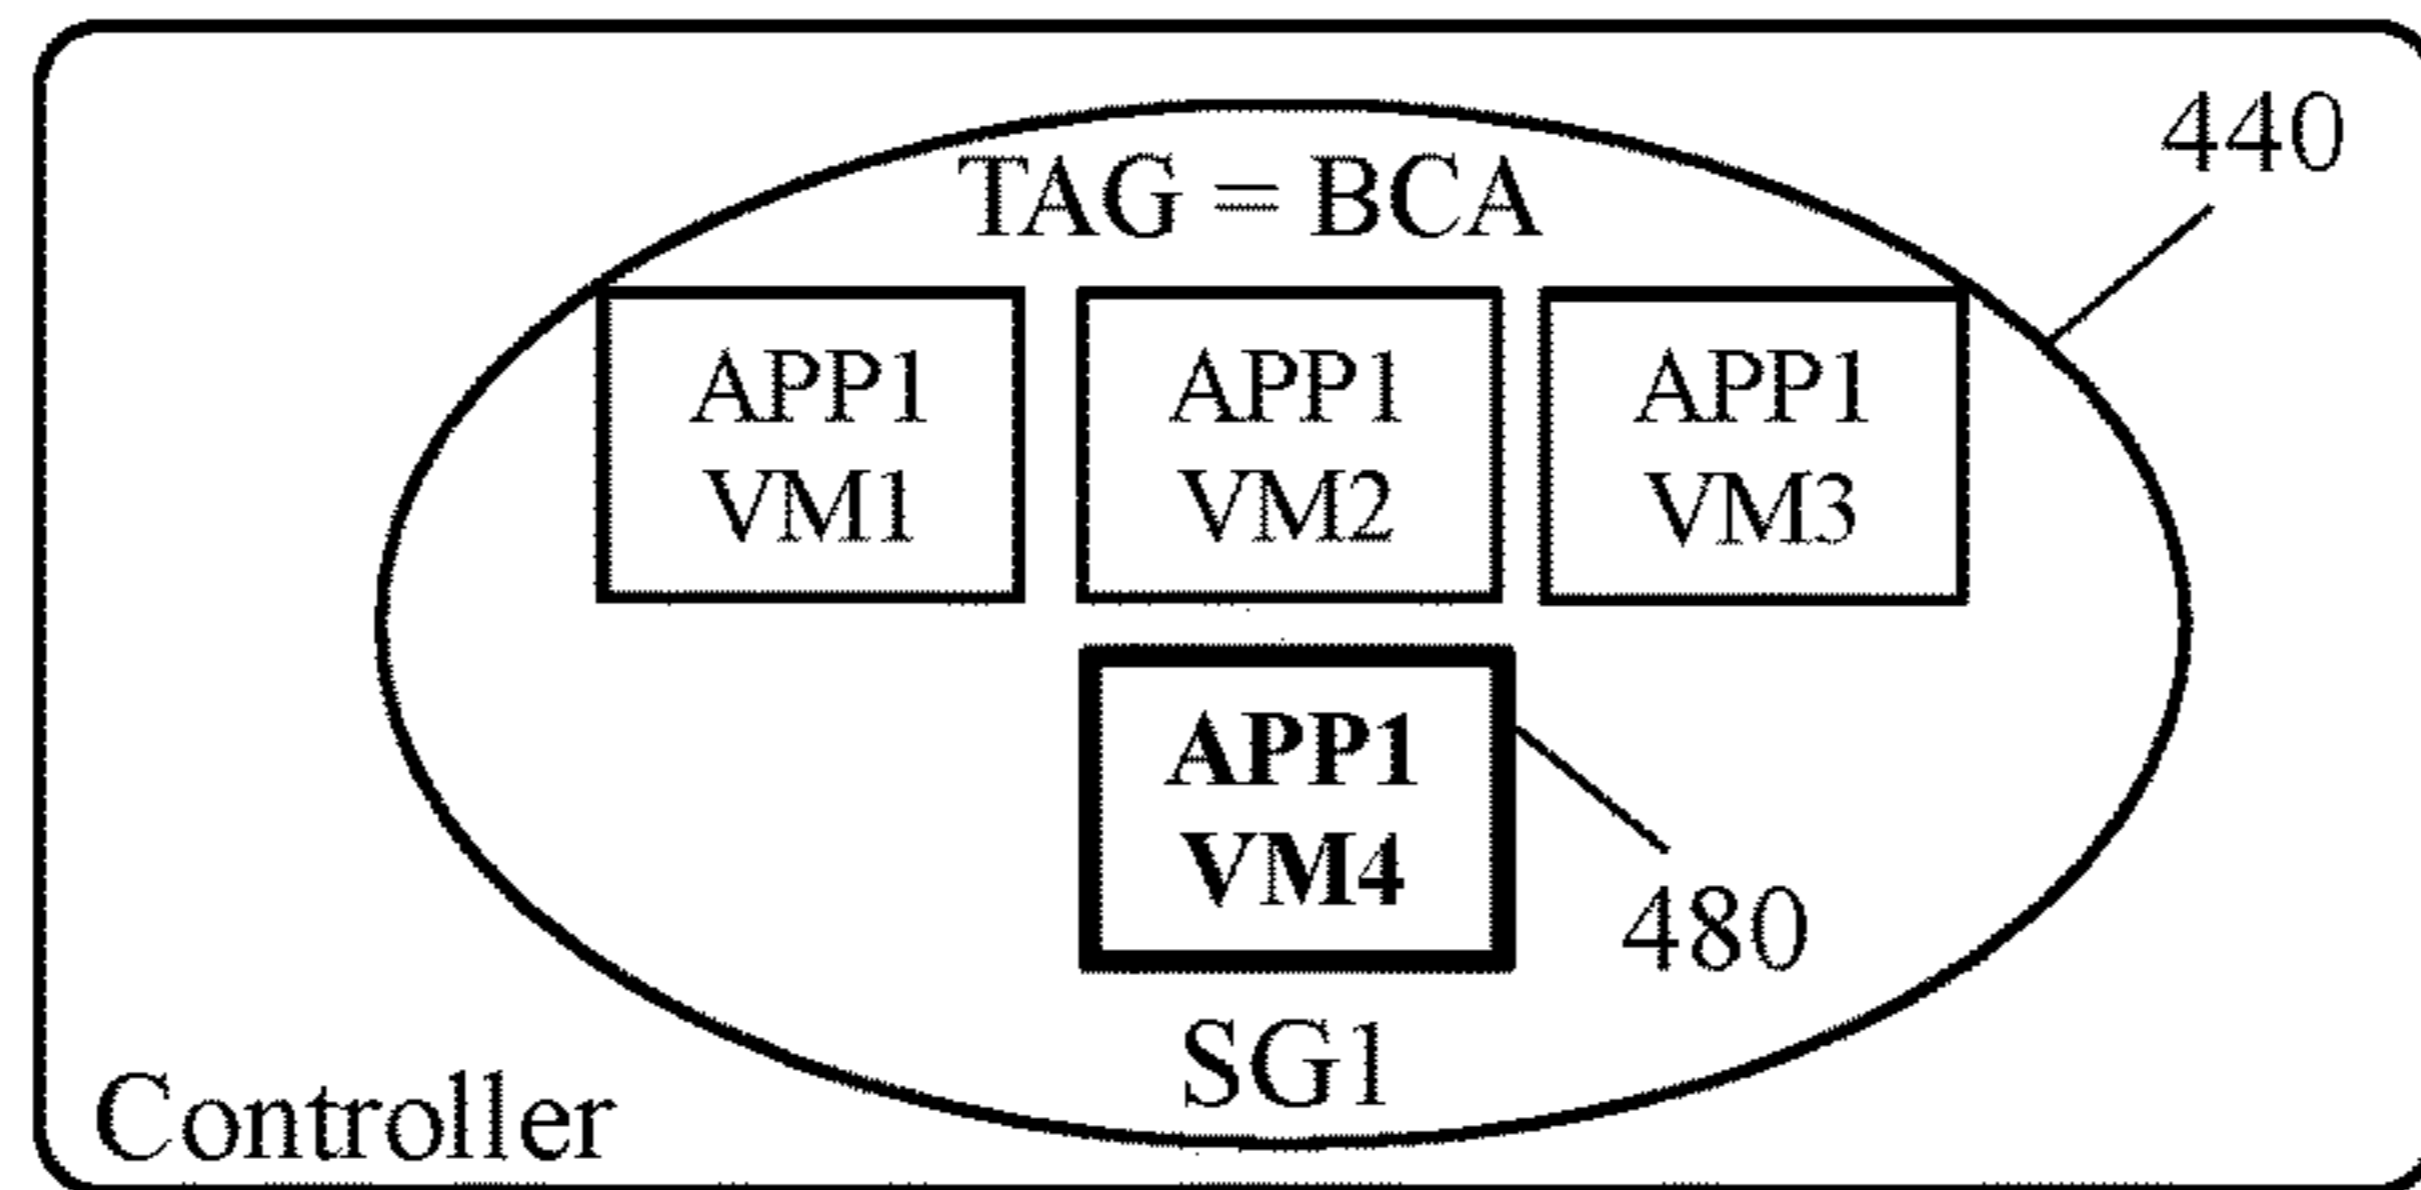 440
TAG = BCA
APP1
VM1
APP1
VM2
APP1
VM3
APP1
VM4
480
SG1
Controller